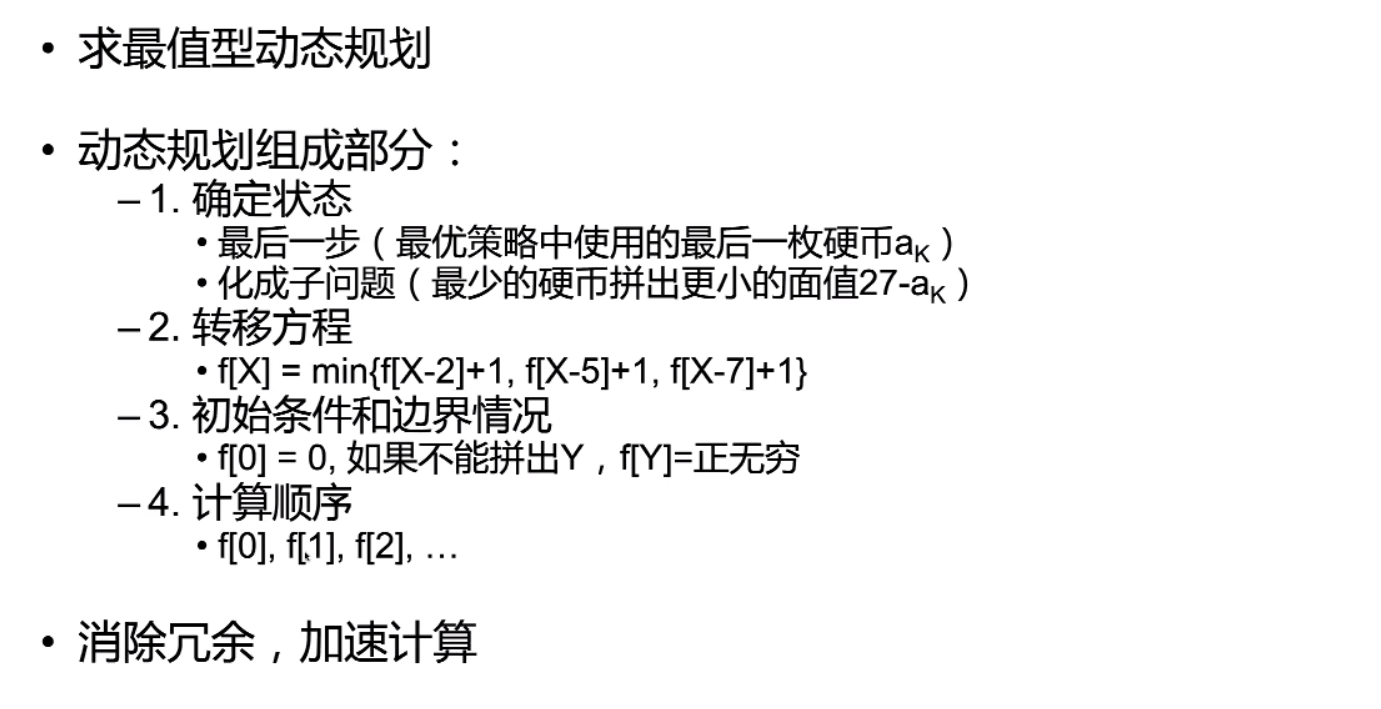 • 求最值型动态规划
• 动态规划组成部分：
– 1. 确定状态
• 最后一步（最优策略中使用的最后一枚硬币aK）
• 化成子问题（最少的硬币拼出更小的面值27-aK）
– 2. 转移方程
• f[X] = min{f[X-2]+1, f[X-5]+1, f[X-7]+1}
– 3. 初始条件和边界情况
• f[0] = 0, 如果不能拼出Y，f[Y]=正无穷
– 4. 计算顺序
• f[0], f[1], f[2], …
• 消除冗余，加速计算